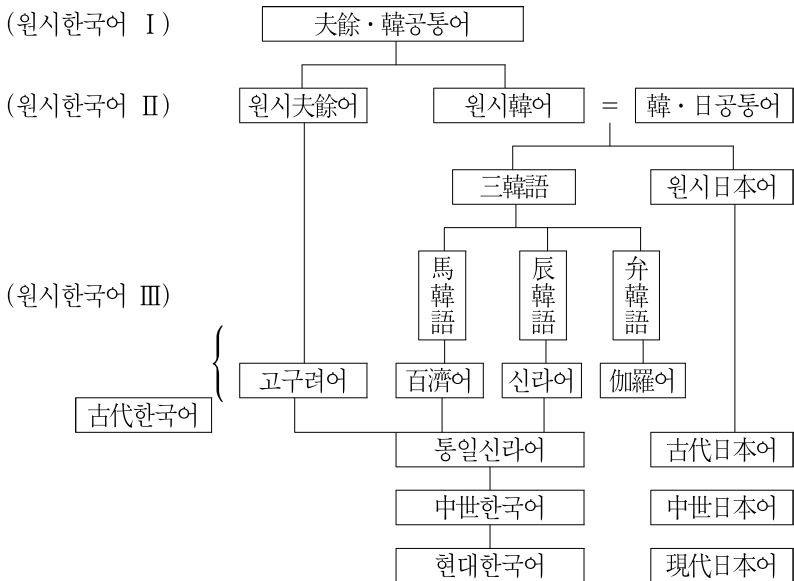 (원시한국어 Ⅰ) 夫餘·韓공통어
(원시한국어 Ⅱ) 원시夫餘어 원시韓어 = 韓·日공통어
三韓語 원시日本어
(원시한국어 Ⅲ) 馬韓語 辰韓語 弁韓語
고구려어 百濟어 신라어 伽羅어
古代한국어
통일신라어 古代日本어
中世한국어 中世日本어
현대한국어 現代日本어